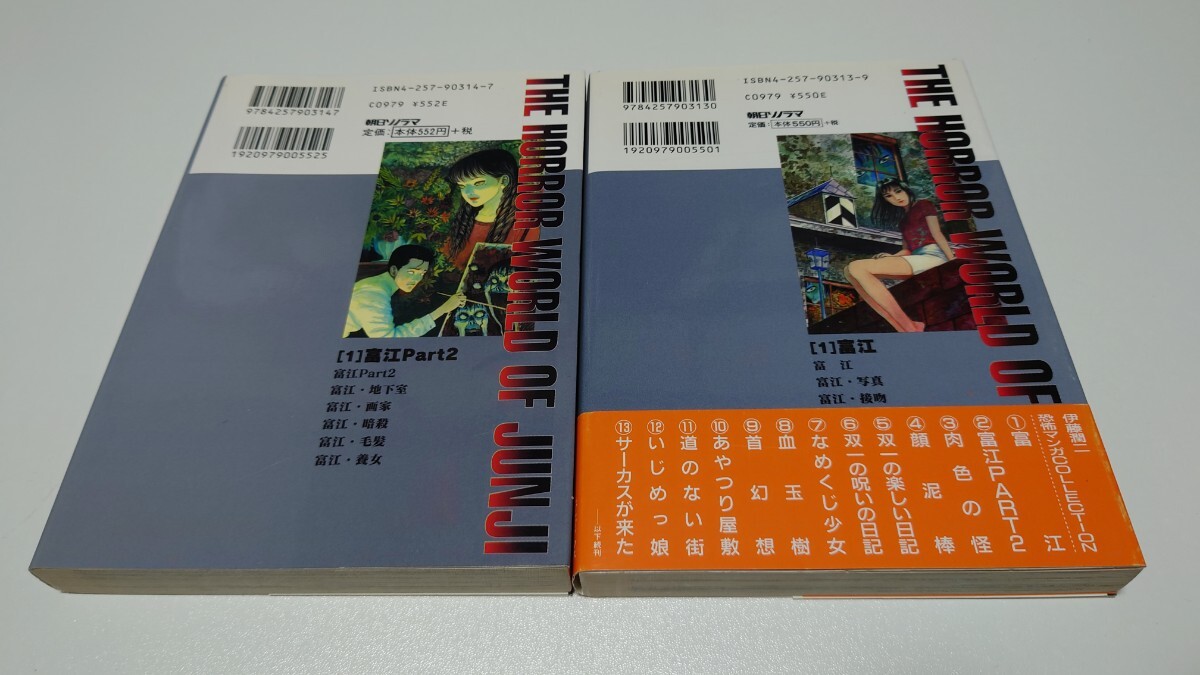 ISBN4-257-90314-7
C0979 ¥552E
9784257903147
1920979005525
朝日ソノラマ
定価:本体552円+税
THE HORROR WORLD OF JUNJI
[1]富江Part2
富江Part2
富江・地下室
富江・画家
富江・暗殺
富江・毛髪
富江・養女
ISBN4-257-90313-9
C0979 ¥550E
9784257903130
1920979005501
朝日ソノラマ
定価:本体550円+税
THE HORROR WORLD OF
[1]富江
富 江
富江・写真
富江・接吻
伊藤潤二
恐怖マンガCOLLECTION
①富江
②富江PART2
③肉色の怪
④顔泥棒
⑤双一の楽しい日記
⑥双一の呪いの日記
⑦なめくじ少女
⑧血玉樹
⑨首幻想
⑩あやつり屋敷
⑪道のない街
⑫いじめっ娘
⑬サーカスが来た
──以下続刊